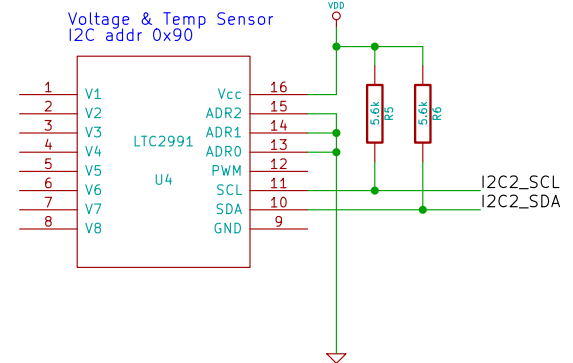 VDD
Voltage & Temp Sensor
I2C addr 0x90
1 V1 Vcc 16
2 V2 ADR2 15
3 V3 ADR1 14
4 V4 ADR0 13
5 V5 PWM 12
6 V6 SCL 11
7 V7 SDA 10
8 V8 GND 9
LTC2991
U4
5.6k
R5
5.6k
R6
I2C2_SCL
I2C2_SDA